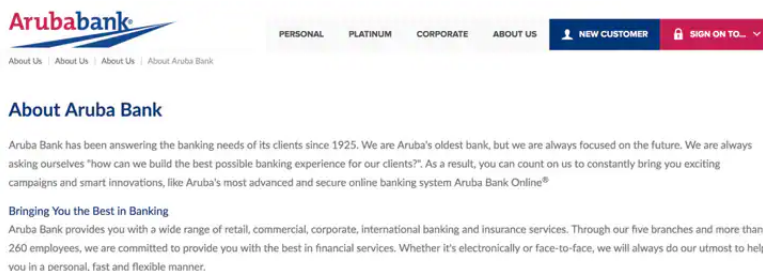 Arubabank®
PERSONAL PLATINUM CORPORATE ABOUT US NEW CUSTOMER SIGN ON TO...
About Us | About Us | About Us | About Aruba Bank
About Aruba Bank
Aruba Bank has been answering the banking needs of its clients since 1925. We are Aruba's oldest bank, but we are always focused on the future. We are always
asking ourselves "how can we build the best possible banking experience for our clients?". As a result, you can count on us to constantly bring you exciting
campaigns and smart innovations, like Aruba's most advanced and secure online banking system Aruba Bank Online®
Bringing You the Best in Banking
Aruba Bank provides you with a wide range of retail, commercial, corporate, international banking and insurance services. Through our five branches and more than
260 employees, we are committed to provide you with the best in financial services. Whether it's electronically or face-to-face, we will always do our utmost to help
you in a personal, fast and flexible manner.